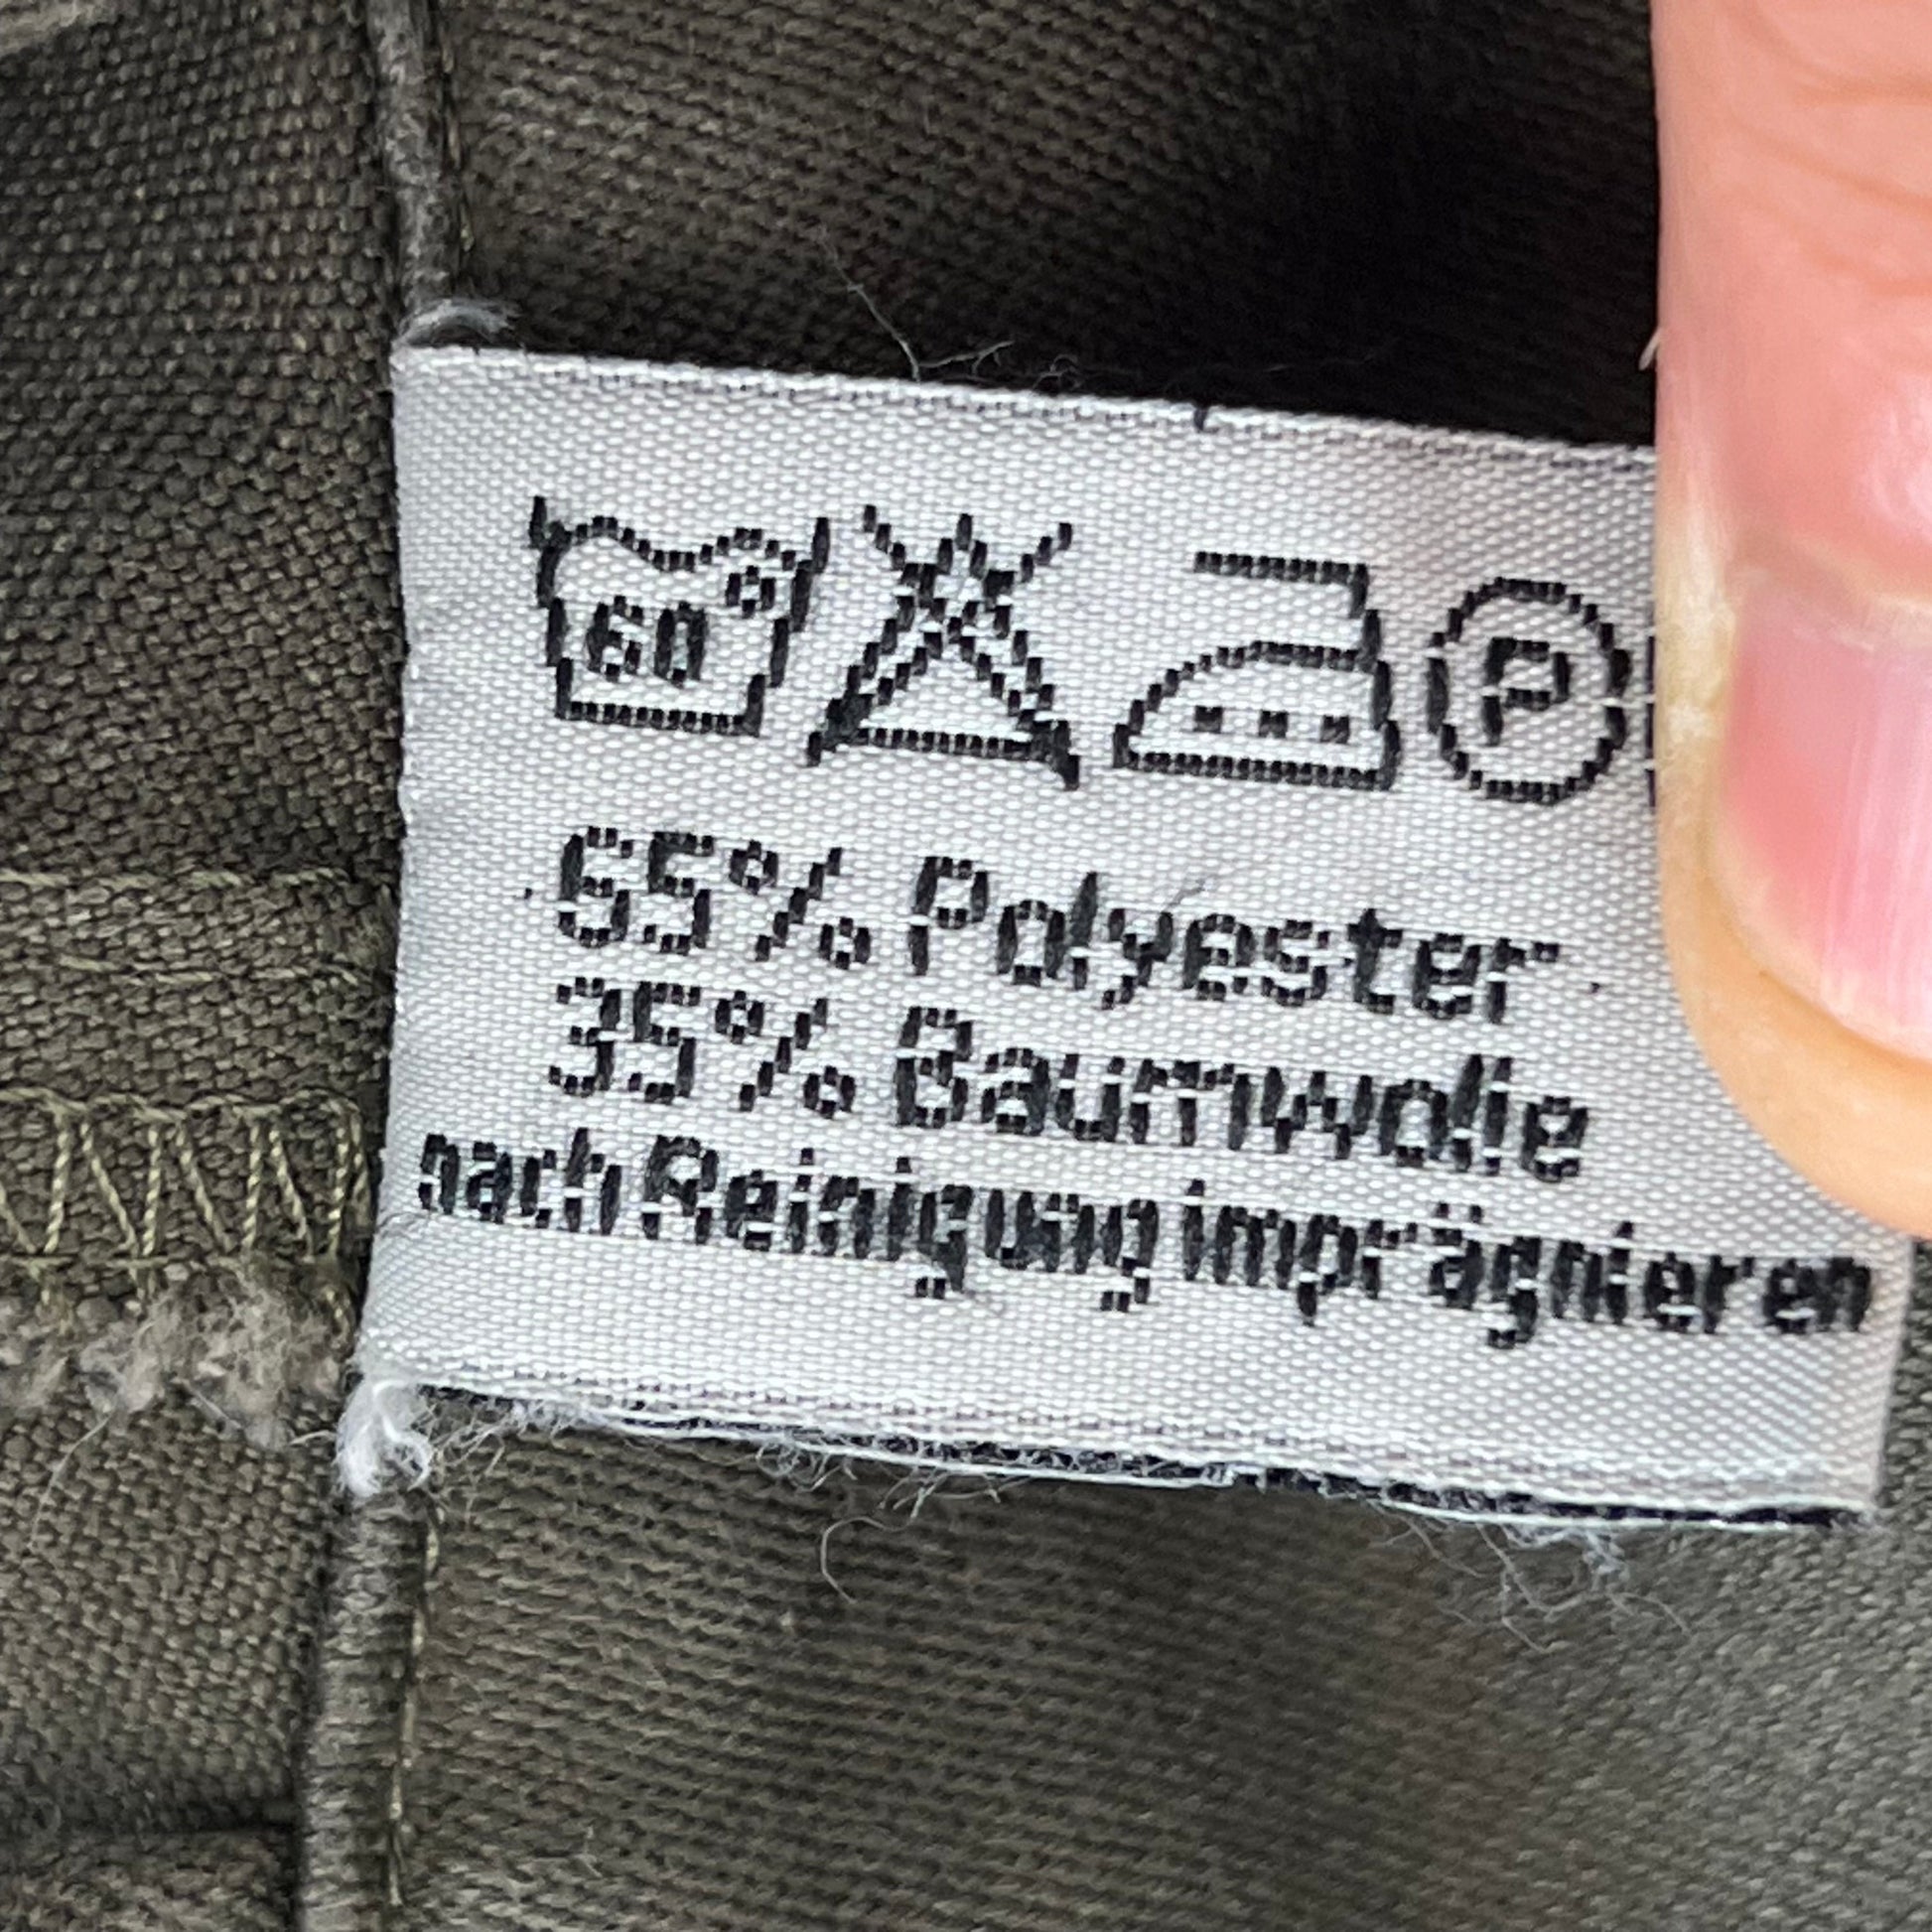 60°
P
65% Polyester
35% Baumwolle
nach Reinigung imprägnieren